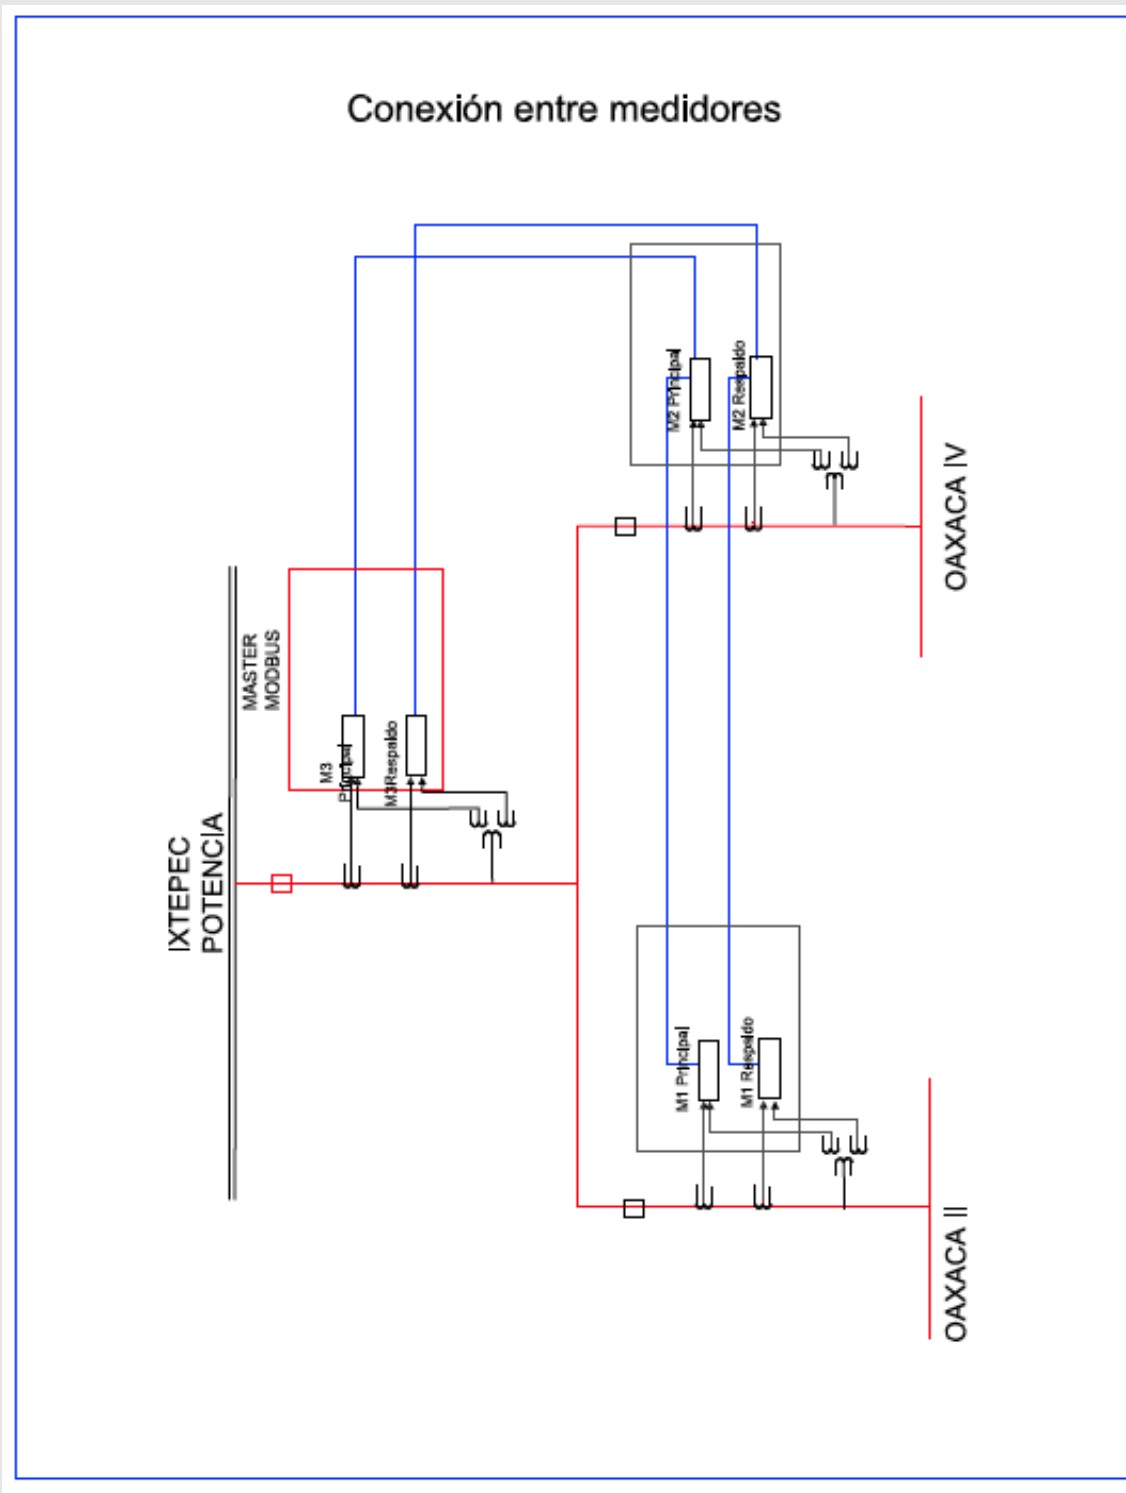 Conexión entre medidores
M2 Principal
M2 Respaldo
OAXACA IV
MASTER
MODBUS
M3
Principal
M3Respaldo
IXTEPEC
POTENCIA
M1 Principal
M1 Respaldo
OAXACA II